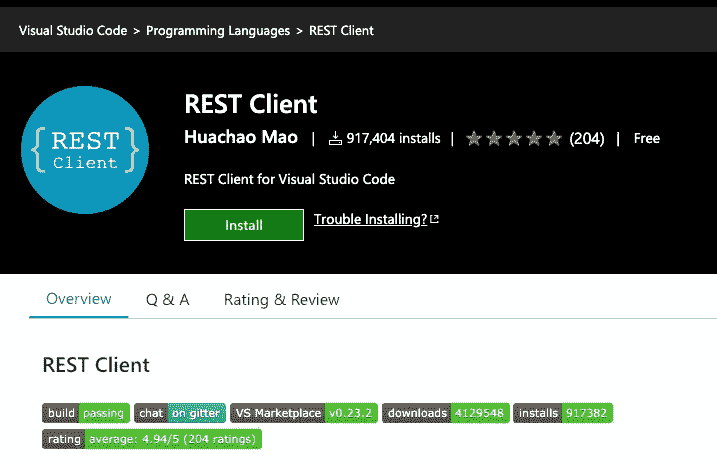 Visual Studio Code > Programming Languages > REST Client
{ REST
Client }
REST Client
Huachao Mao | 917,404 installs | (204) | Free
REST Client for Visual Studio Code
Install Trouble Installing?
Overview Q & A Rating & Review
REST Client
build passing chat on gitter VS Marketplace v0.23.2 downloads 4129548 installs 917382
rating average: 4.94/5 (204 ratings)